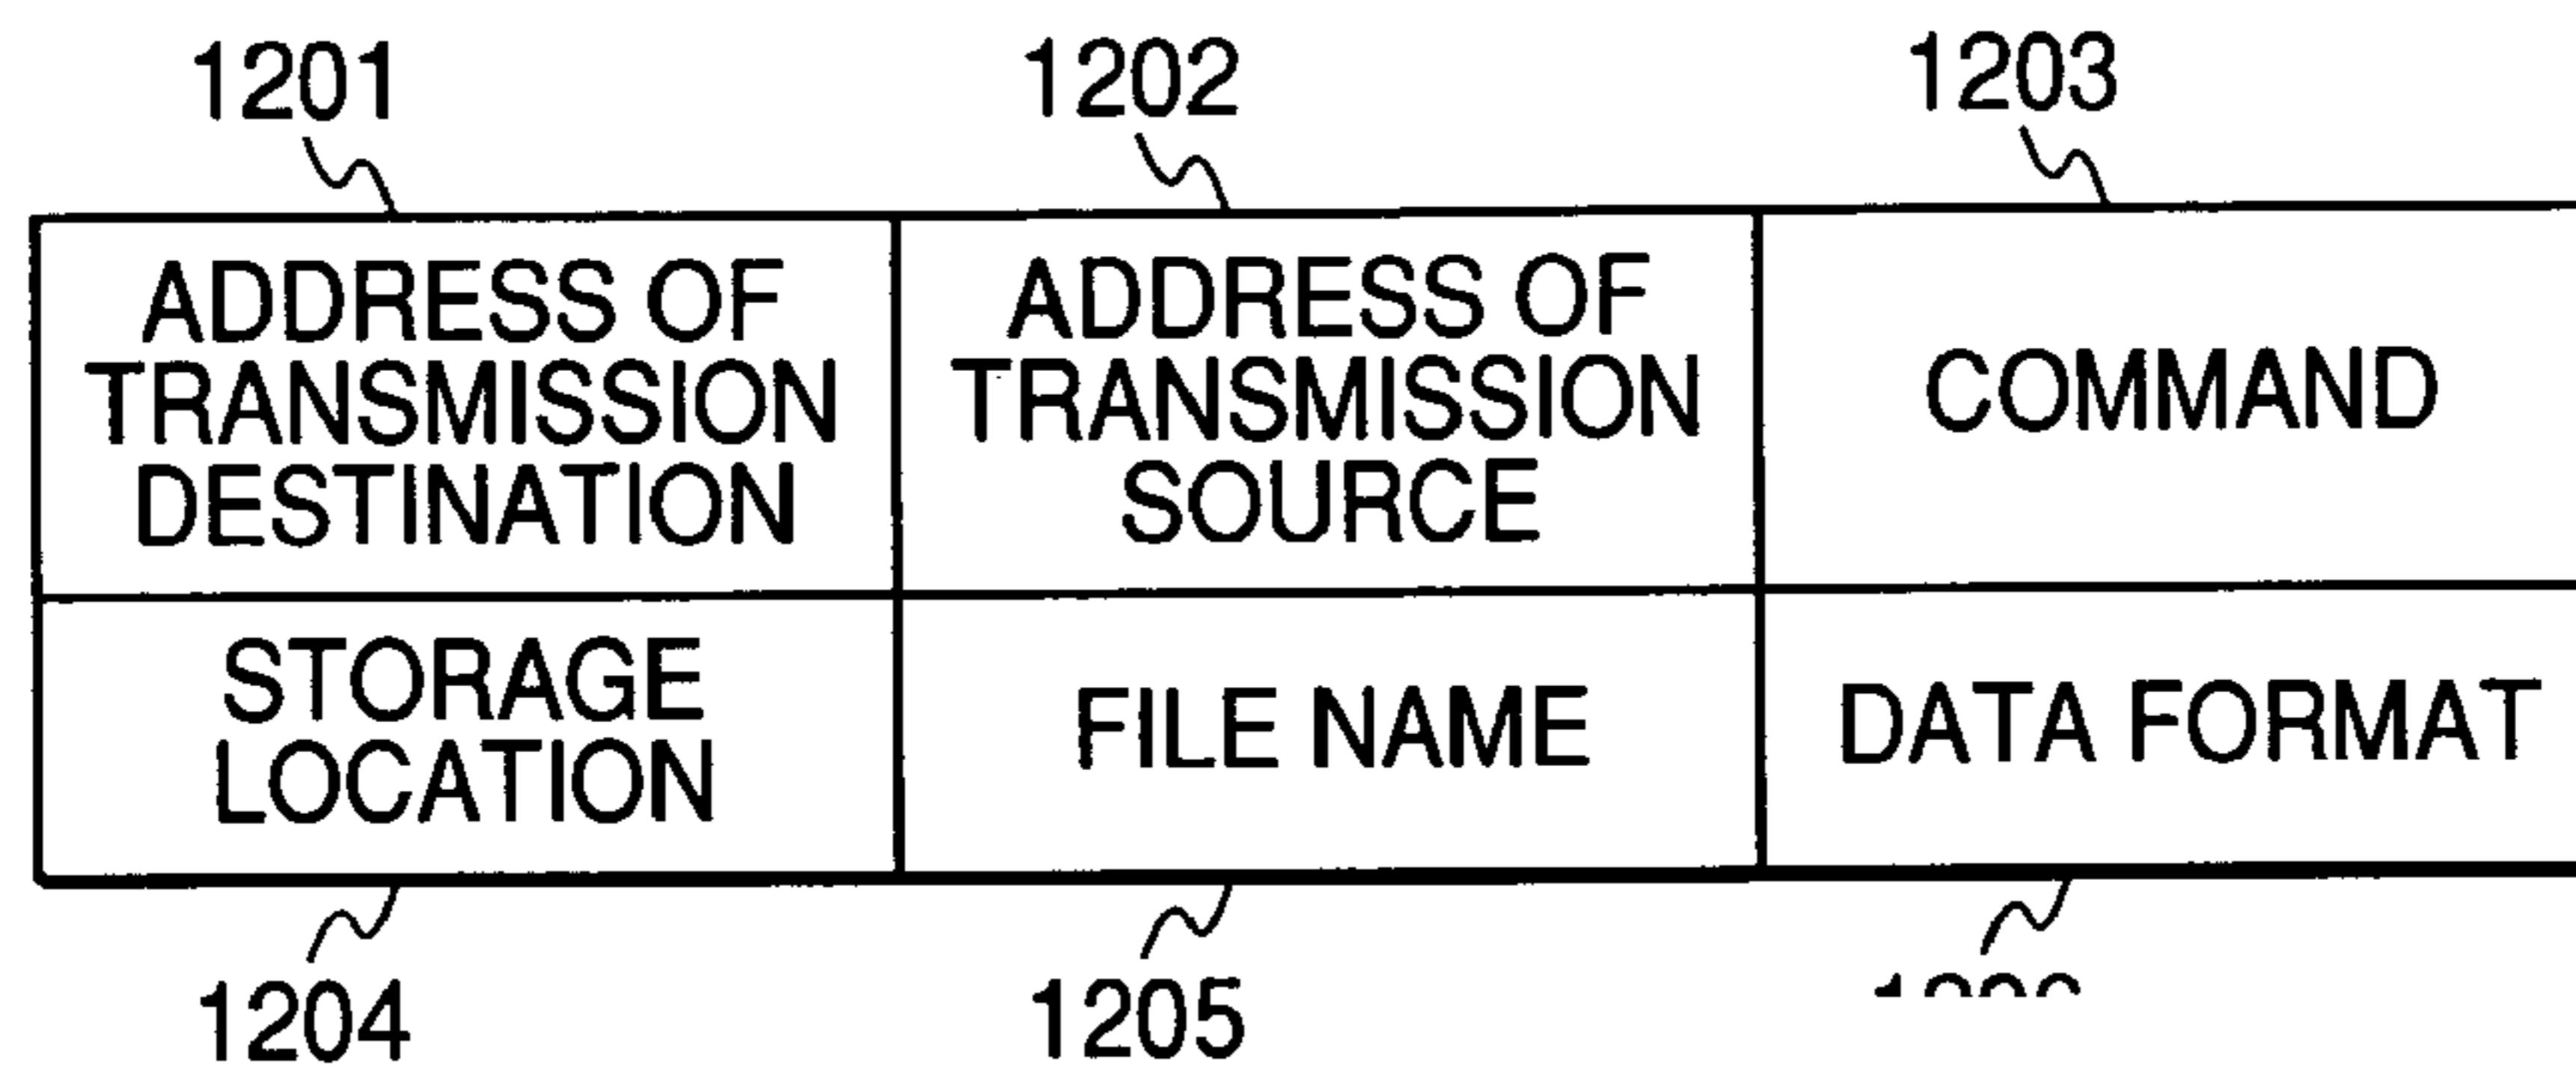 1201 1202 1203
ADDRESS OF
TRANSMISSION
DESTINATION
ADDRESS OF
TRANSMISSION
SOURCE
COMMAND
STORAGE
LOCATION
FILE NAME
DATA FORMAT
1204 1205